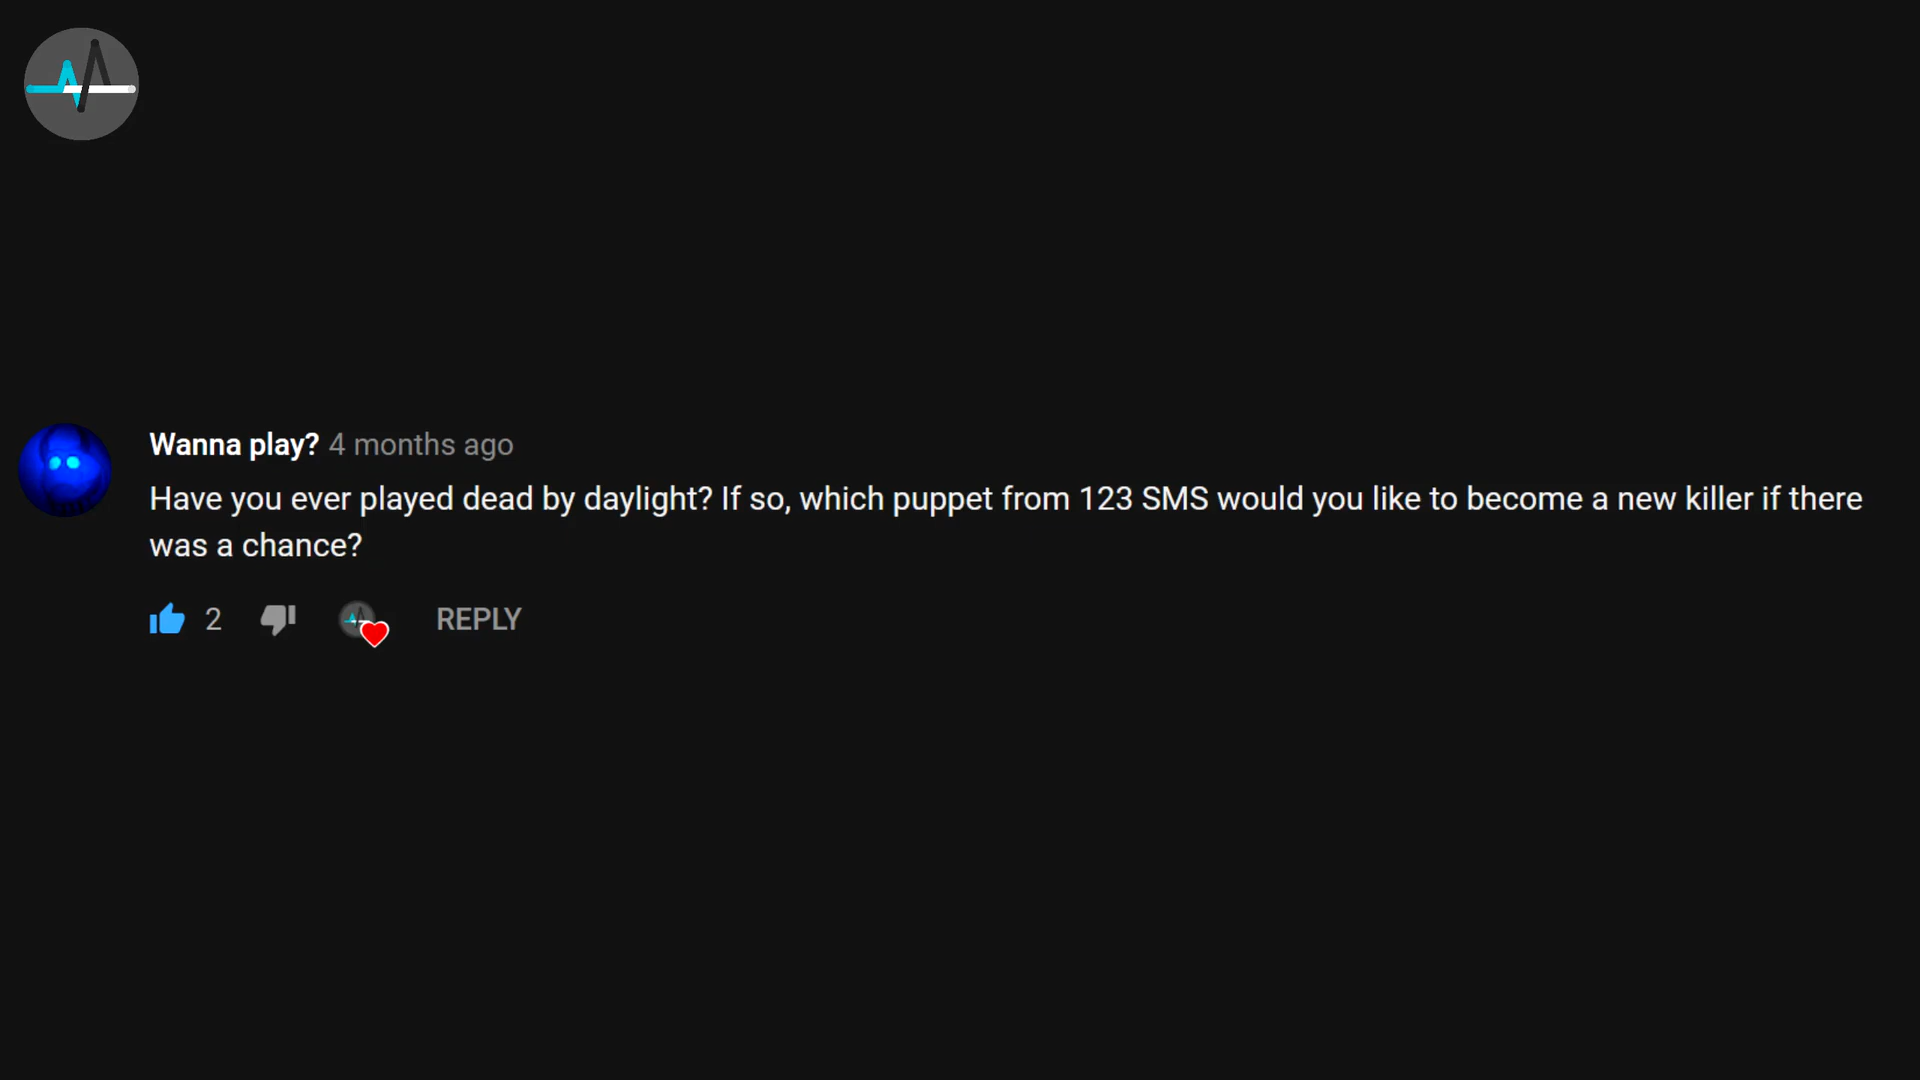 Wanna play? 4 months ago
Have you ever played dead by daylight? If so, which puppet from 123 SMS would you like to become a new killer if there
was a chance?
2 REPLY